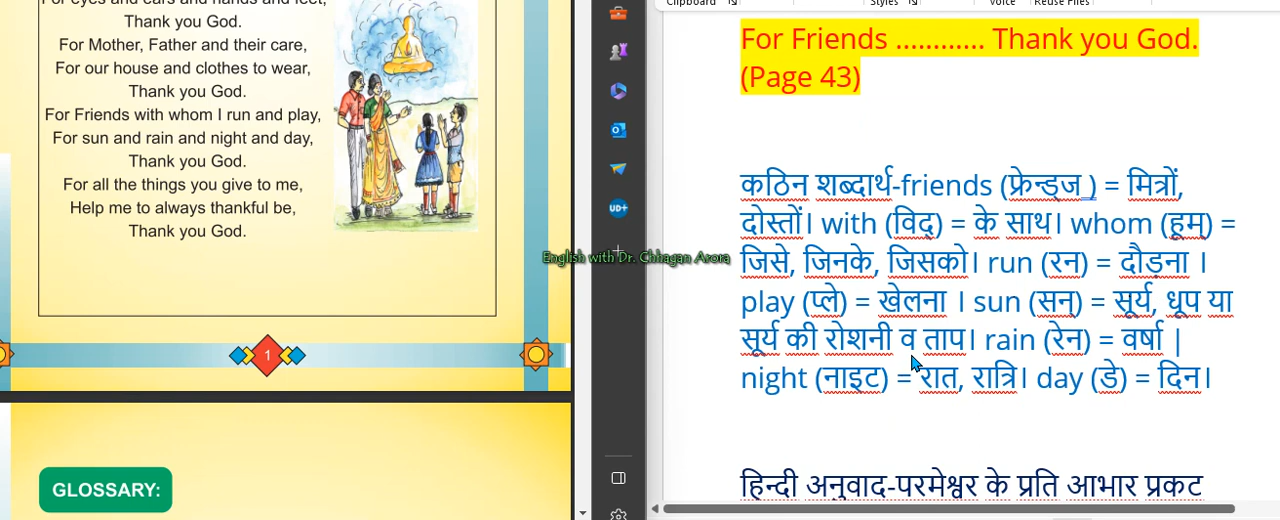 For eyes and ears and hands and feet,
Thank you God.
For Mother, Father and their care,
For our house and clothes to wear,
Thank you God.
For Friends with whom I run and play,
For sun and rain and night and day,
Thank you God.
For all the things you give to me,
Help me to always thankful be,
Thank you God.
1
GLOSSARY:
UD+
English with Dr. Chhagan Arora
Clipboard
Styles
Voice
Reuse Files
For Friends ............ Thank you God.
(Page 43)
कठिन शब्दार्थ-friends (फ्रेन्ड्ज ) = मित्रों,
दोस्तों। with (विद्) = के साथ। whom (हूम्) =
जिसे, जिनके, जिसको। run (रन) = दौड़ना ।
play (प्ले) = खेलना । sun (सन्) = सूर्य, धूप या
सूर्य की रोशनी व ताप। rain (रेन) = वर्षा |
night (नाइट) = रात, रात्रि। day (डे) = दिन।
हिन्दी अनुवाद-परमेश्वर के प्रति आभार प्रकट